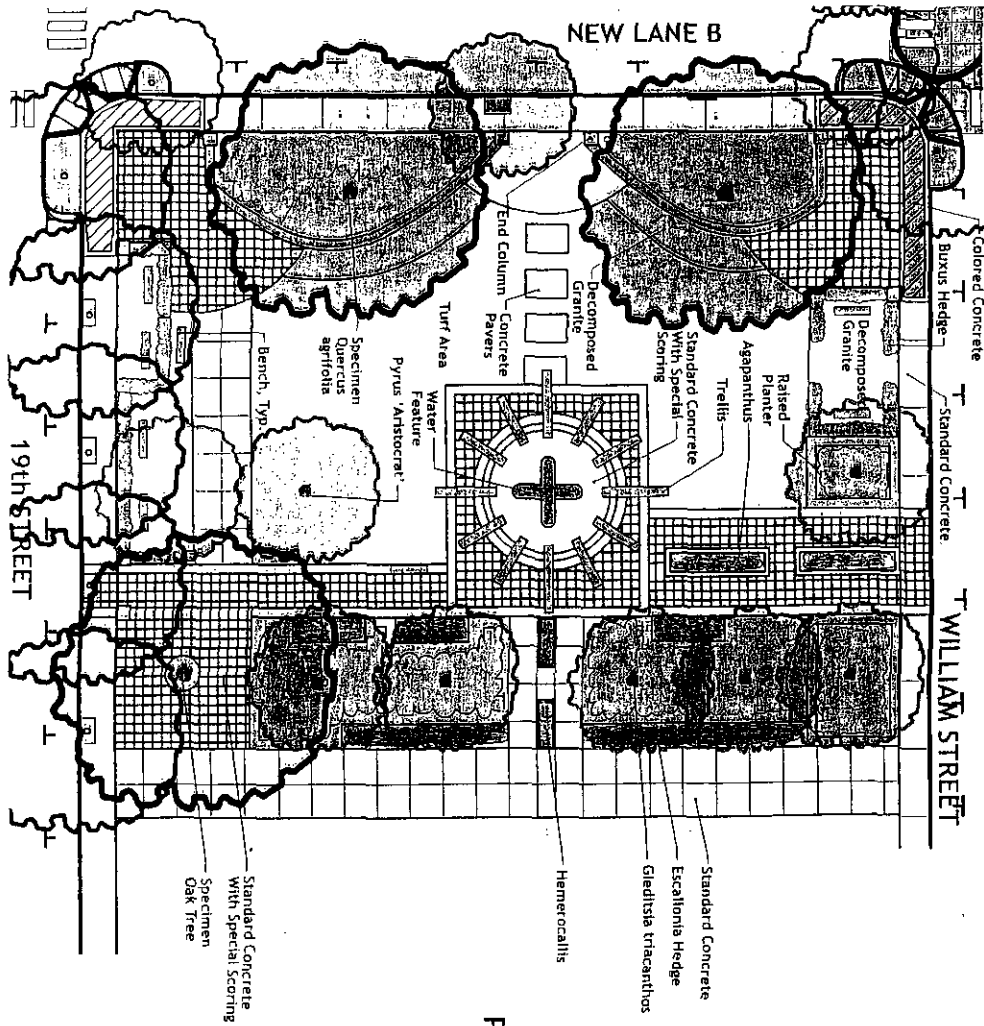 NEW LANE B
Colored Concrete
Buxus Hedge
Standard Concrete
Decomposed
Granite
Raised
Planter
Agapanthus
Trellis
Standard Concrete
With Special
Scoring
Decomposed
Granite
Concrete
Pavers
End Column
Turf Area
Specimen
Quercus
agrifolia
Water
Feature
Pyrus 'Aristocrat'
Bench, Typ.
19th STREET
WILLIAM STREET
Standard Concrete
Escallonia Hedge
Gleditsia triacanthos
Hemerocallis
Standard Concrete
With Special Scoring
Specimen
Oak Tree